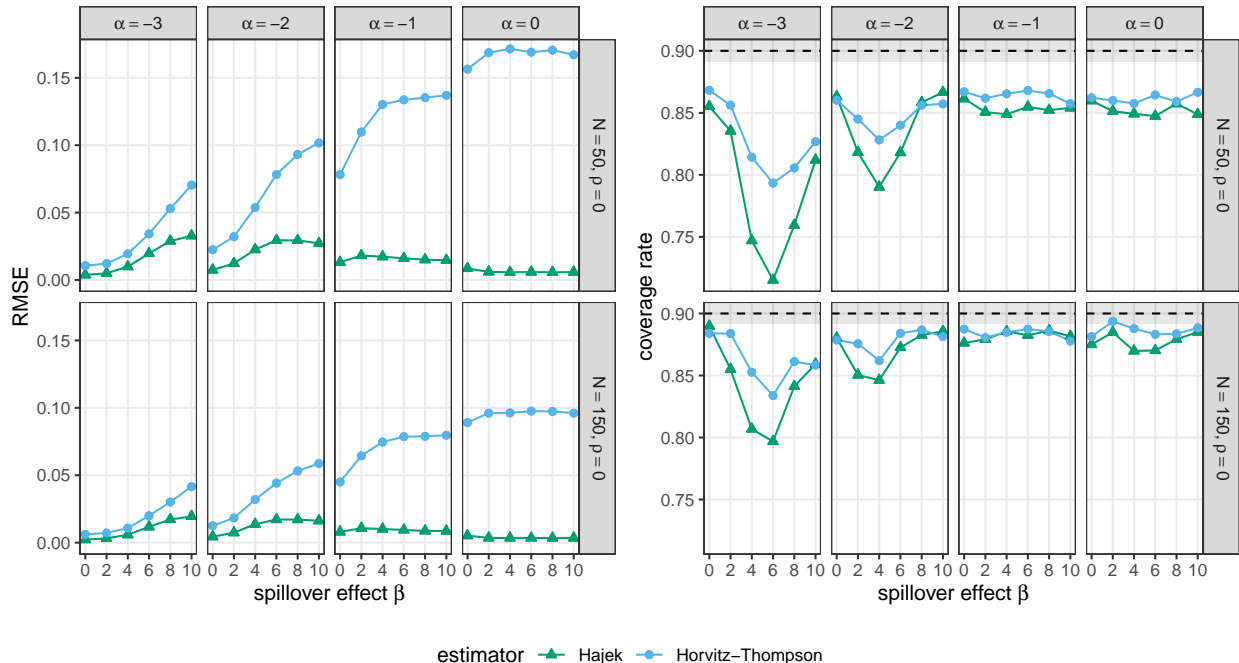 α = −3 α = −2 α = −1 α = 0
RMSE
0.15
0.10
0.05
0.00
N = 50, ρ = 0
0.15
0.10
0.05
0.00
N = 150, ρ = 0
0 2 4 6 8 10 0 2 4 6 8 10 0 2 4 6 8 10 0 2 4 6 8 10
spillover effect β
α = −3 α = −2 α = −1 α = 0
coverage rate
0.90
0.85
0.80
0.75
N = 50, ρ = 0
0.90
0.85
0.80
0.75
N = 150, ρ = 0
0 2 4 6 8 10 0 2 4 6 8 10 0 2 4 6 8 10 0 2 4 6 8 10
spillover effect β
estimator Hajek Horvitz−Thompson